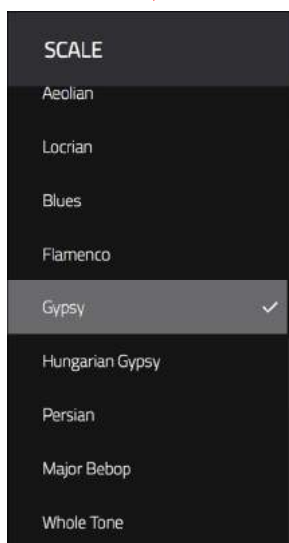 SCALE
Aeolian
Locrian
Blues
Flamenco
Gypsy
Hungarian Gypsy
Persian
Major Bebop
Whole Tone